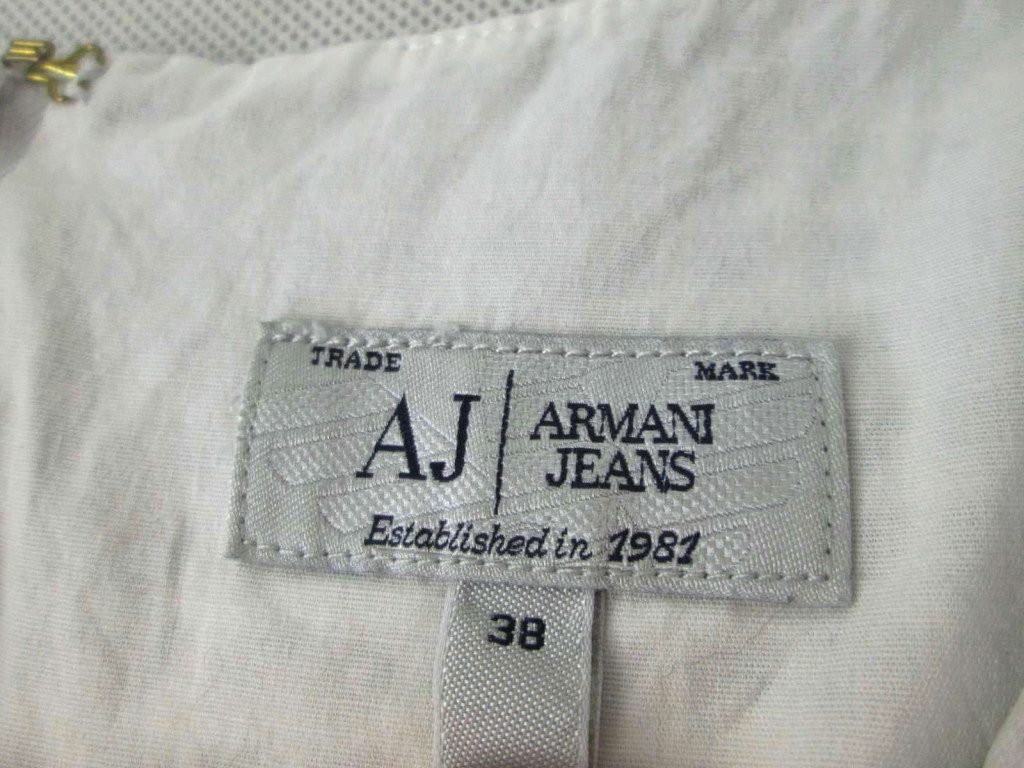 TRADE MARK
AJ ARMANI
JEANS
Established in 1981
38